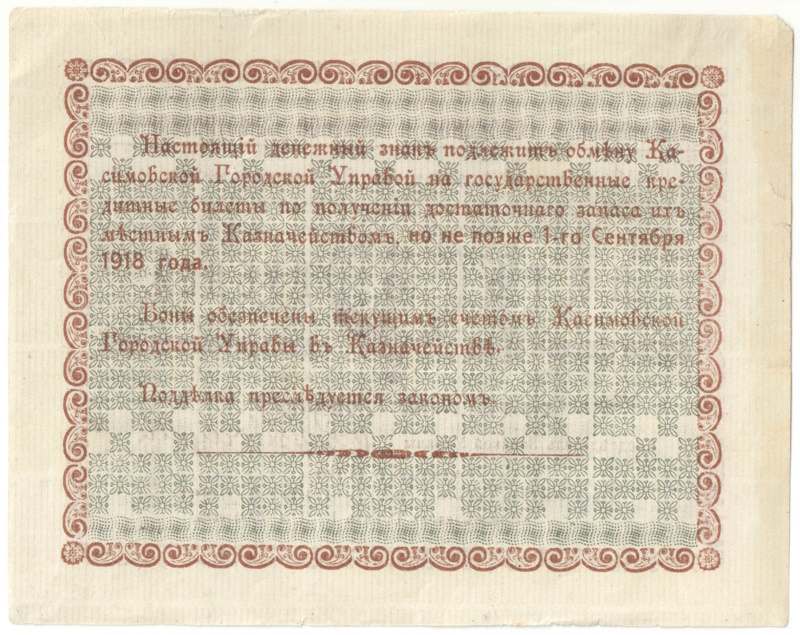 Настоящій денежный знакъ подлежитъ обмѣну Ка-
симовской Городской Управой на государственные кре-
дитные билеты по полученіи достаточнаго запаса ихъ
мѣстнымъ Казначействомъ, но не позже 1-го Сентября
1918 года.
Боны обезпечены текущимъ счетомъ Касимовской
Городской Управы въ Казначействѣ.
Поддѣлка преслѣдуется закономъ.